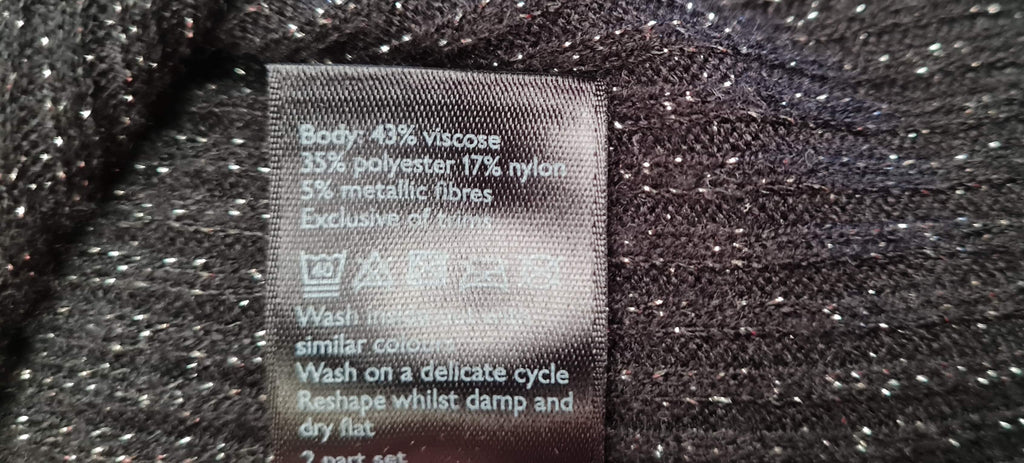 Body: 43% viscose
35% polyester 17% nylon
5% metallic fibres
Exclusive of trims
Wash
similar colours
Wash on a delicate cycle
Reshape whilst damp and
dry flat
2 part set